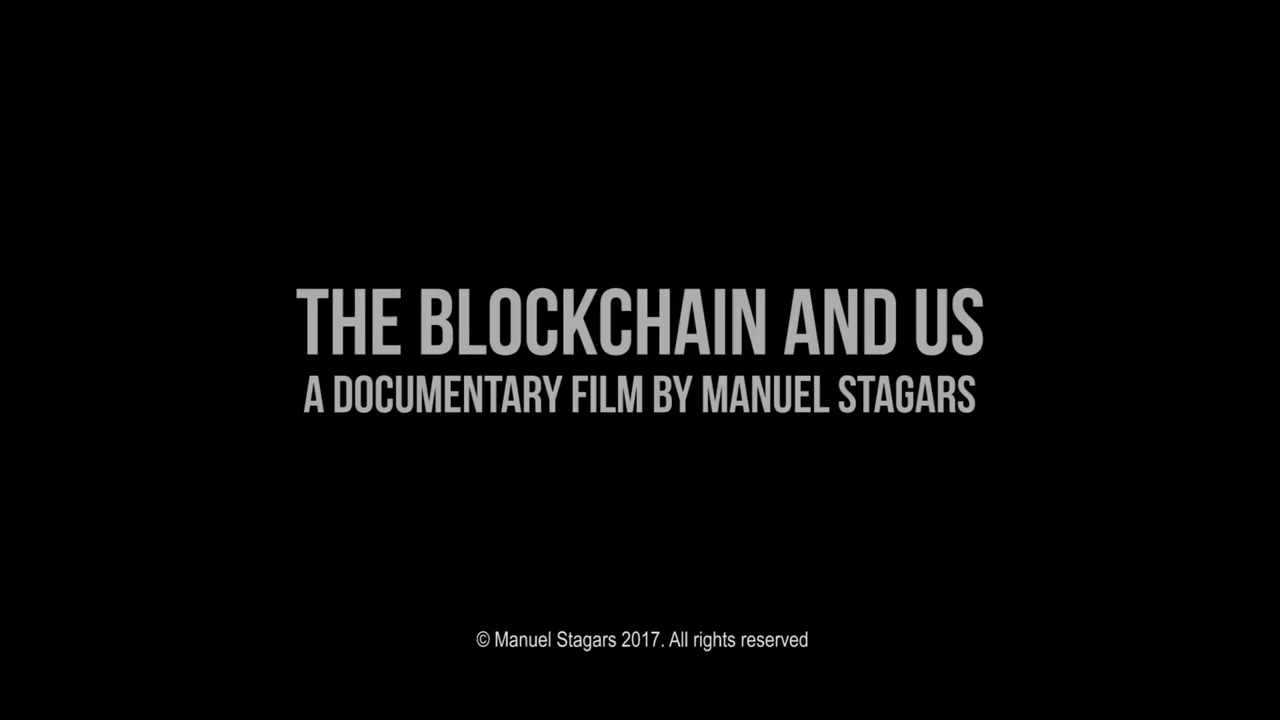 THE BLOCKCHAIN AND US
A DOCUMENTARY FILM BY MANUEL STAGARS
© Manuel Stagars 2017. All rights reserved